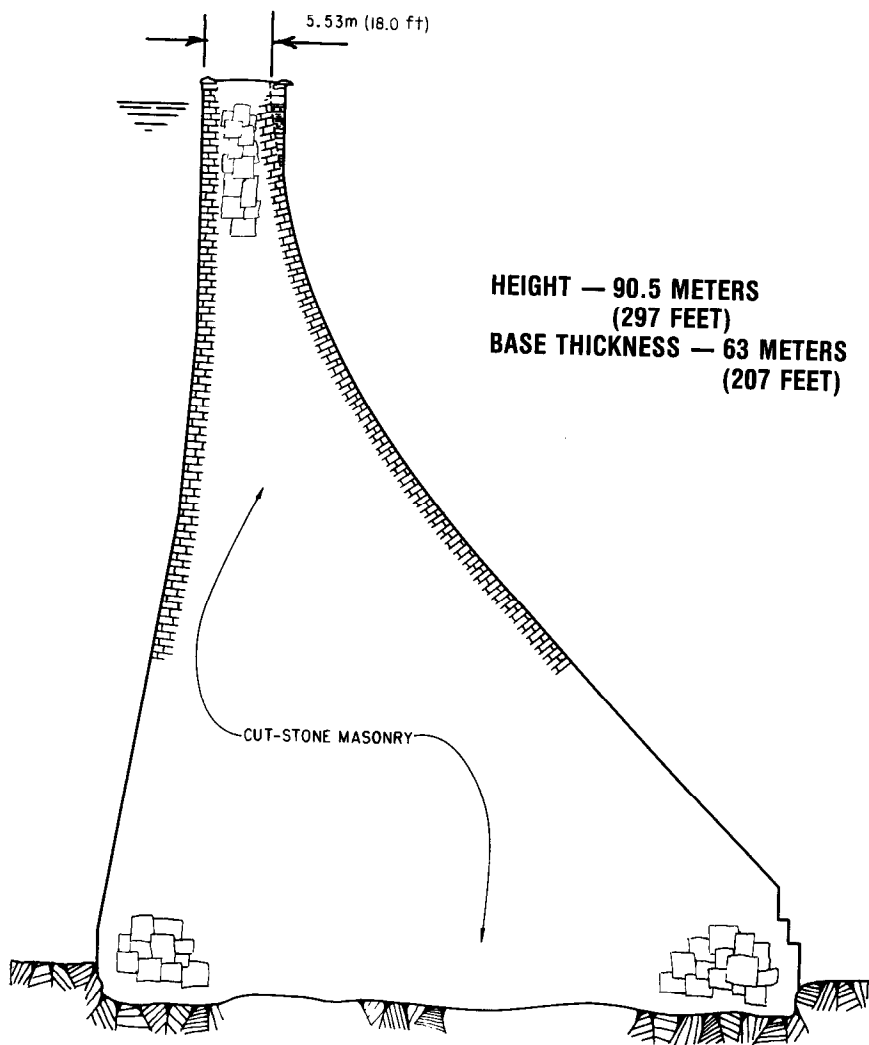 5.53m (18.0 ft)
HEIGHT — 90.5 METERS
(297 FEET)
BASE THICKNESS — 63 METERS
(207 FEET)
CUT-STONE MASONRY